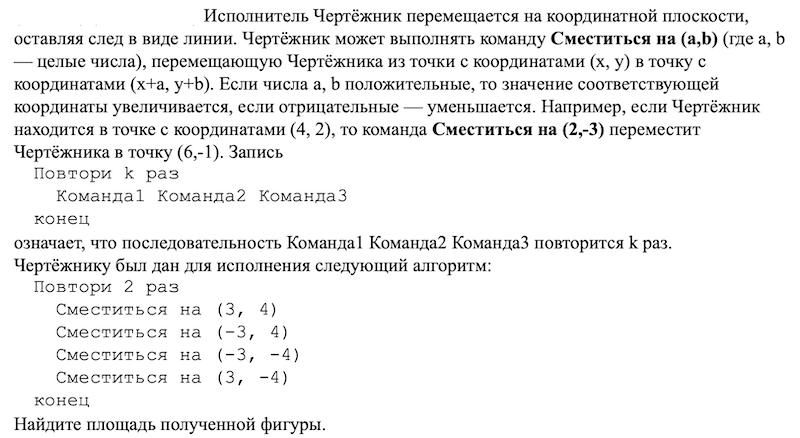 Исполнитель Чертёжник перемещается на координатной плоскости,
оставляя след в виде линии. Чертёжник может выполнять команду Сместиться на (a,b) (где a, b
— целые числа), перемещающую Чертёжника из точки с координатами (x, y) в точку с
координатами (x+a, y+b). Если числа a, b положительные, то значение соответствующей
координаты увеличивается, если отрицательные — уменьшается. Например, если Чертёжник
находится в точке с координатами (4, 2), то команда Сместиться на (2,-3) переместит
Чертёжника в точку (6,-1). Запись
Повтори k раз
Команда1 Команда2 Команда3
конец
означает, что последовательность Команда1 Команда2 Команда3 повторится k раз.
Чертёжнику был дан для исполнения следующий алгоритм:
Повтори 2 раз
Сместиться на (3, 4)
Сместиться на (-3, 4)
Сместиться на (-3, -4)
Сместиться на (3, -4)
конец
Найдите площадь полученной фигуры.